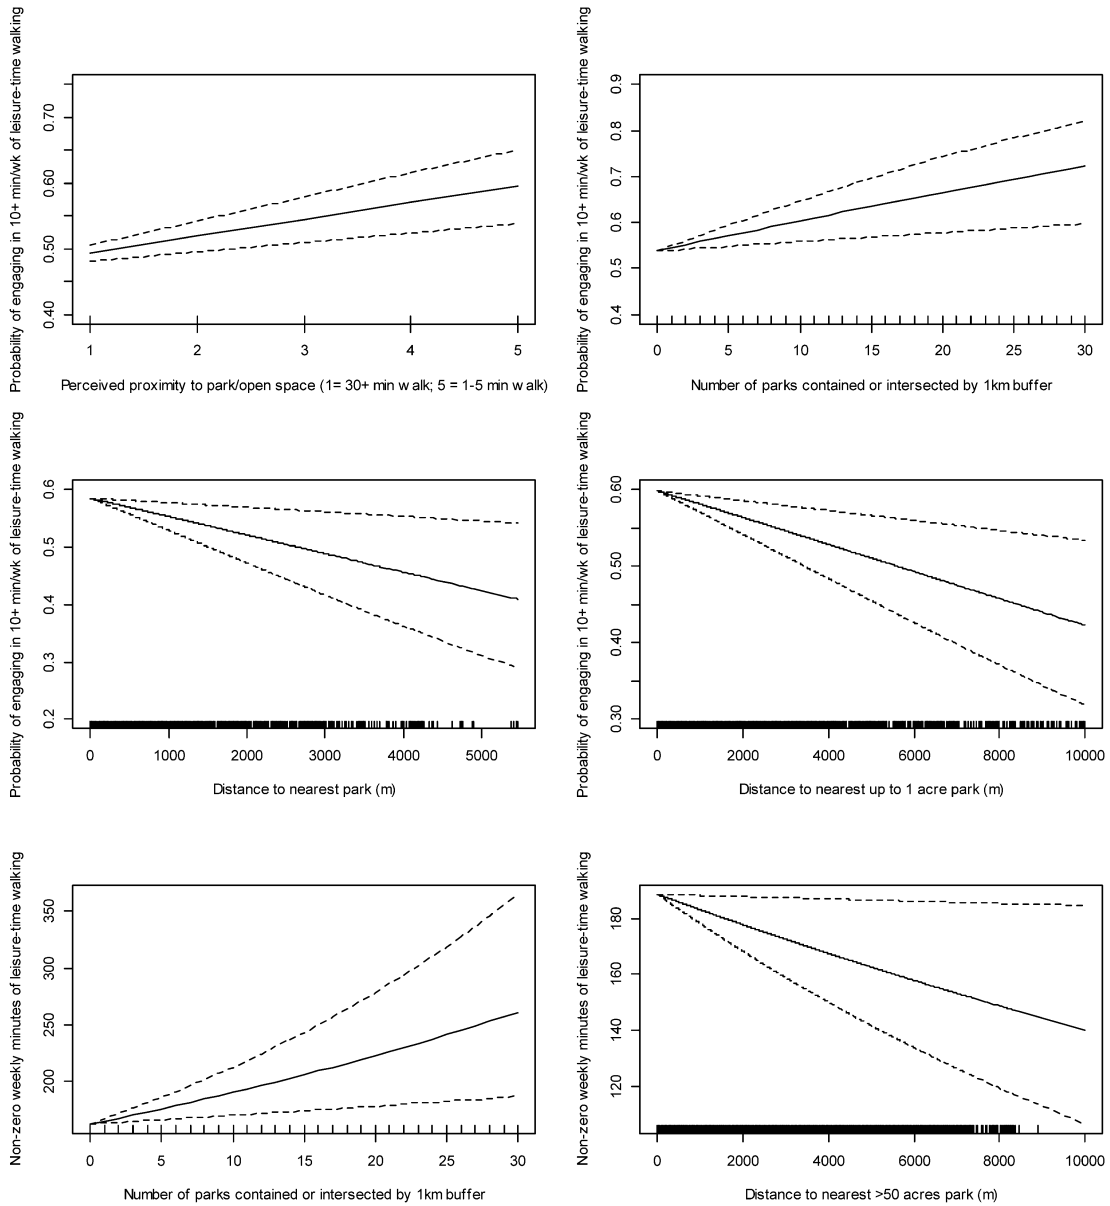 Probability of engaging in 10+ min/wk of leisure-time walking
0.70
0.60
0.50
0.40
1 2 3 4 5
Perceived proximity to park/open space (1= 30+ min walk; 5 = 1-5 min walk)
Probability of engaging in 10+ min/wk of leisure-time walking
0.9
0.8
0.7
0.6
0.5
0.4
0 5 10 15 20 25 30
Number of parks contained or intersected by 1km buffer
Probability of engaging in 10+ min/wk of leisure-time walking
0.6
0.5
0.4
0.3
0.2
0 1000 2000 3000 4000 5000
Distance to nearest park (m)
Probability of engaging in 10+ min/wk of leisure-time walking
0.60
0.50
0.40
0.30
0 2000 4000 6000 8000 10000
Distance to nearest up to 1 acre park (m)
Non-zero weekly minutes of leisure-time walking
350
300
250
200
0 5 10 15 20 25 30
Number of parks contained or intersected by 1km buffer
Non-zero weekly minutes of leisure-time walking
180
160
140
120
0 2000 4000 6000 8000 10000
Distance to nearest >50 acres park (m)